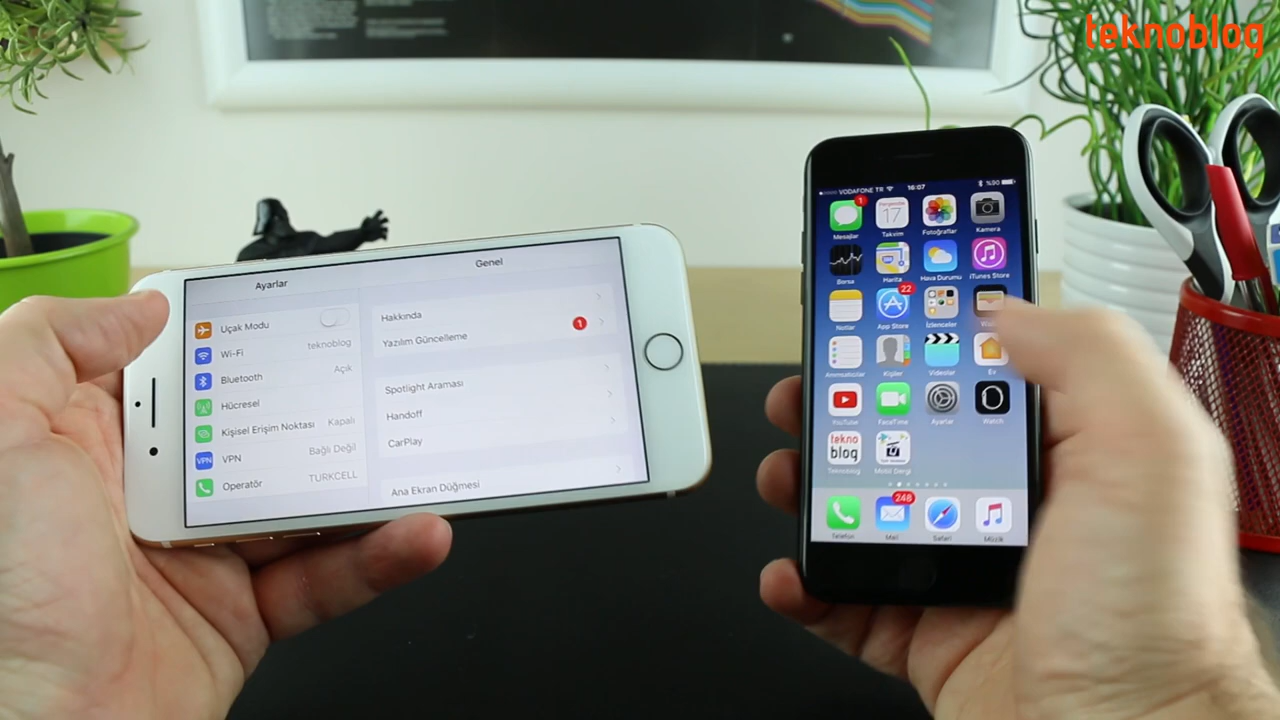 teknoblog
Ayarlar
Genel
Uçak Modu
Wi-Fi teknoblog
Bluetooth Açık
Hücresel
Kişisel Erişim Noktası Kapalı
VPN VPN Bağlı Değil
Operatör TURKCELL
Hakkında
Yazılım Güncelleme 1
Spotlight Araması
Handoff
CarPlay
Ana Ekran Düğmesi
VODAFONE TR 16:07 %90
1
17
Mesajlar Takvim Fotoğraflar Kamera
Borsa Harita Hava Durumu iTunes Store
22
Notlar App Store İzlenceler
Anımsatıcılar Kişiler Videolar Ev
YouTube FaceTime Ayarlar Watch
tekno
blog
Teknoblog Mobil Dergi
248
Telefon Mail Safari Müzik